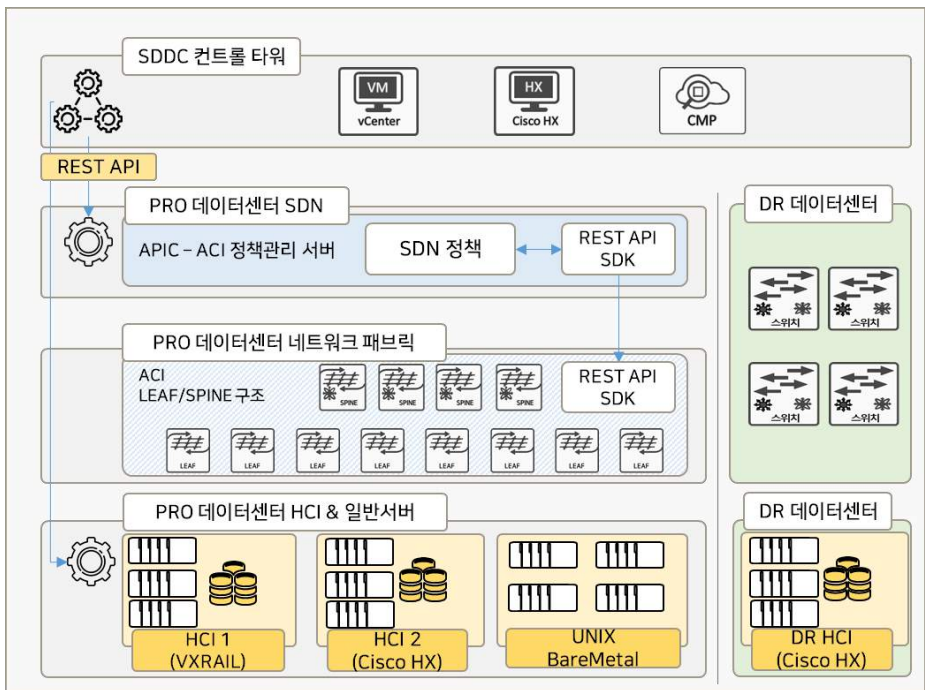 SDDC 컨트롤 타워
VM
vCenter
HX
Cisco HX
CMP
REST API
PRO 데이터센터 SDN
APIC – ACI 정책관리 서버
SDN 정책
REST API
SDK
DR 데이터센터
스위치
스위치
스위치
스위치
PRO 데이터센터 네트워크 패브릭
ACI
LEAF/SPINE 구조
SPINE
SPINE
SPINE
SPINE
REST API
SDK
LEAF
LEAF
LEAF
LEAF
LEAF
LEAF
LEAF
LEAF
PRO 데이터센터 HCI & 일반서버
HCI 1
(VXRAIL)
HCI 2
(Cisco HX)
UNIX
BareMetal
DR 데이터센터
DR HCI
(Cisco HX)